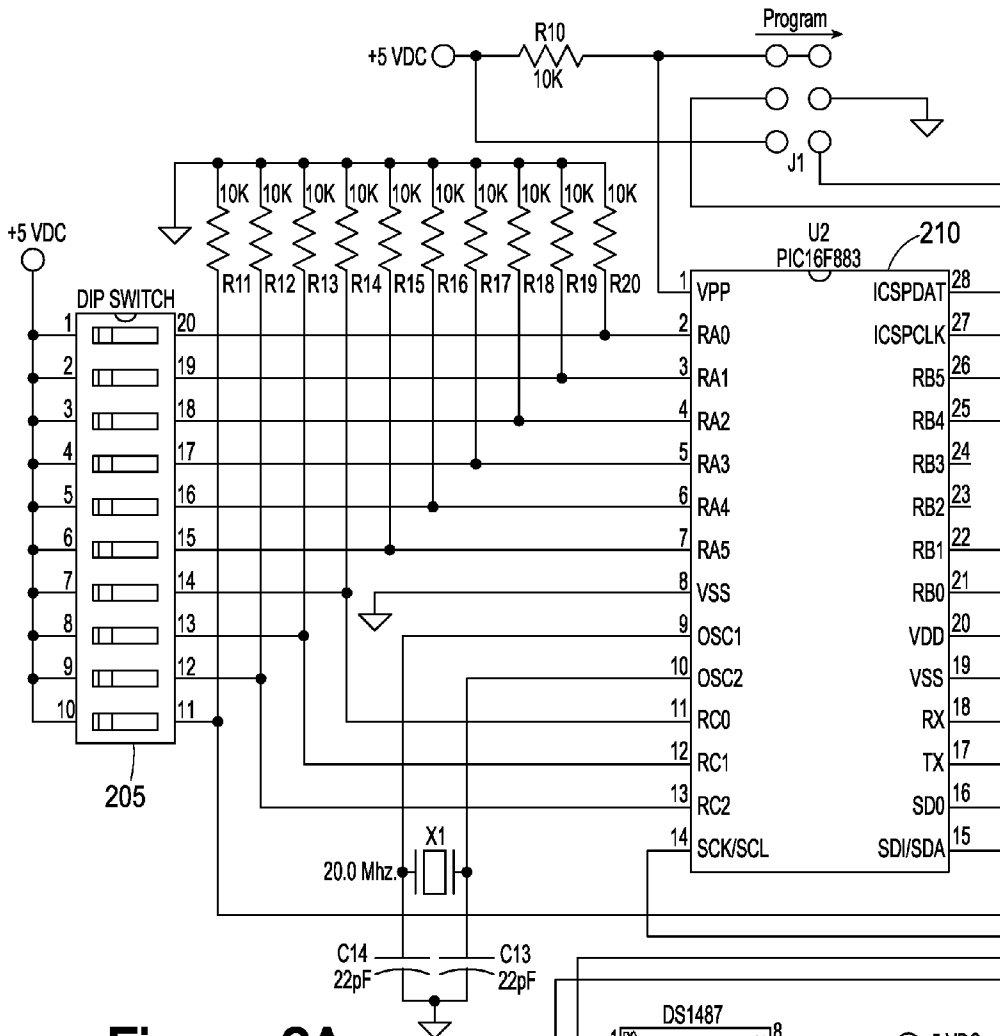 Program
R10
+5 VDC
10K
J1
10K 10K 10K 10K 10K 10K 10K 10K 10K 10K
R11 R12 R13 R14 R15 R16 R17 R18 R19 R20
+5 VDC
U2
210
PIC16F883
DIP SWITCH
1 20
2 19
3 18
4 17
5 16
6 15
7 14
8 13
9 12
10 11
205
1 VPP ICSPDAT 28
2 RA0 ICSPCLK 27
3 RA1 RB5 26
4 RA2 RB4 25
5 RA3 RB3 24
6 RA4 RB2 23
7 RA5 RB1 22
8 VSS RB0 21
9 OSC1 VDD 20
10 OSC2 VSS 19
11 RC0 RX 18
12 RC1 TX 17
13 RC2 SD0 16
14 SCK/SCL SDI/SDA 15
X1
20.0 Mhz.
C14 C13
22pF 22pF
DS1487
1 8